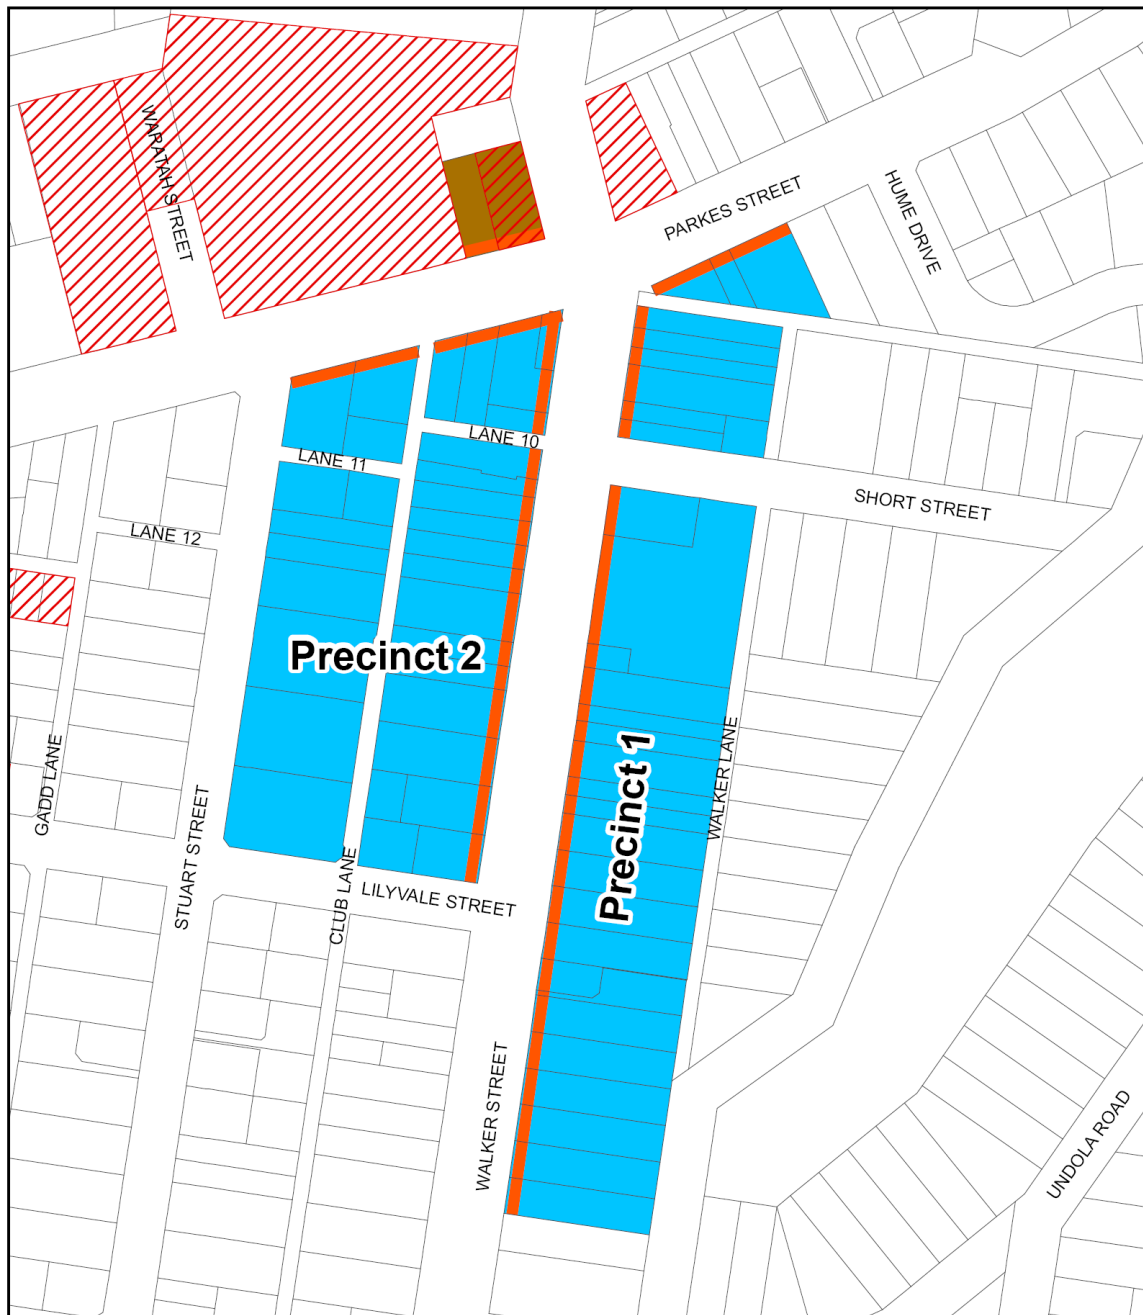 WARATAH STREET
PARKES STREET
HUME DRIVE
LANE 10
LANE 11
LANE 12
SHORT STREET
Precinct 2
Precinct 1
WALKER LANE
GADD LANE
STUART STREET
CLUB LANE
LILYVALE STREET
WALKER STREET
UNDOLA ROAD